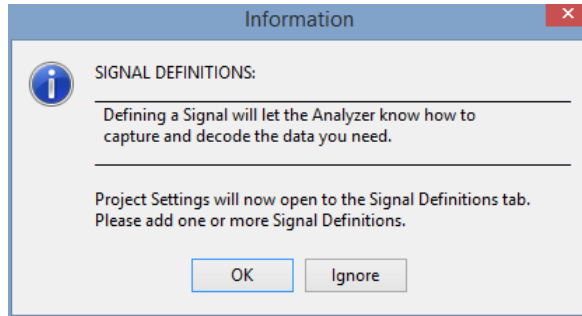 Information
SIGNAL DEFINITIONS:
Defining a Signal will let the Analyzer know how to
capture and decode the data you need.
Project Settings will now open to the Signal Definitions tab.
Please add one or more Signal Definitions.
OK
Ignore